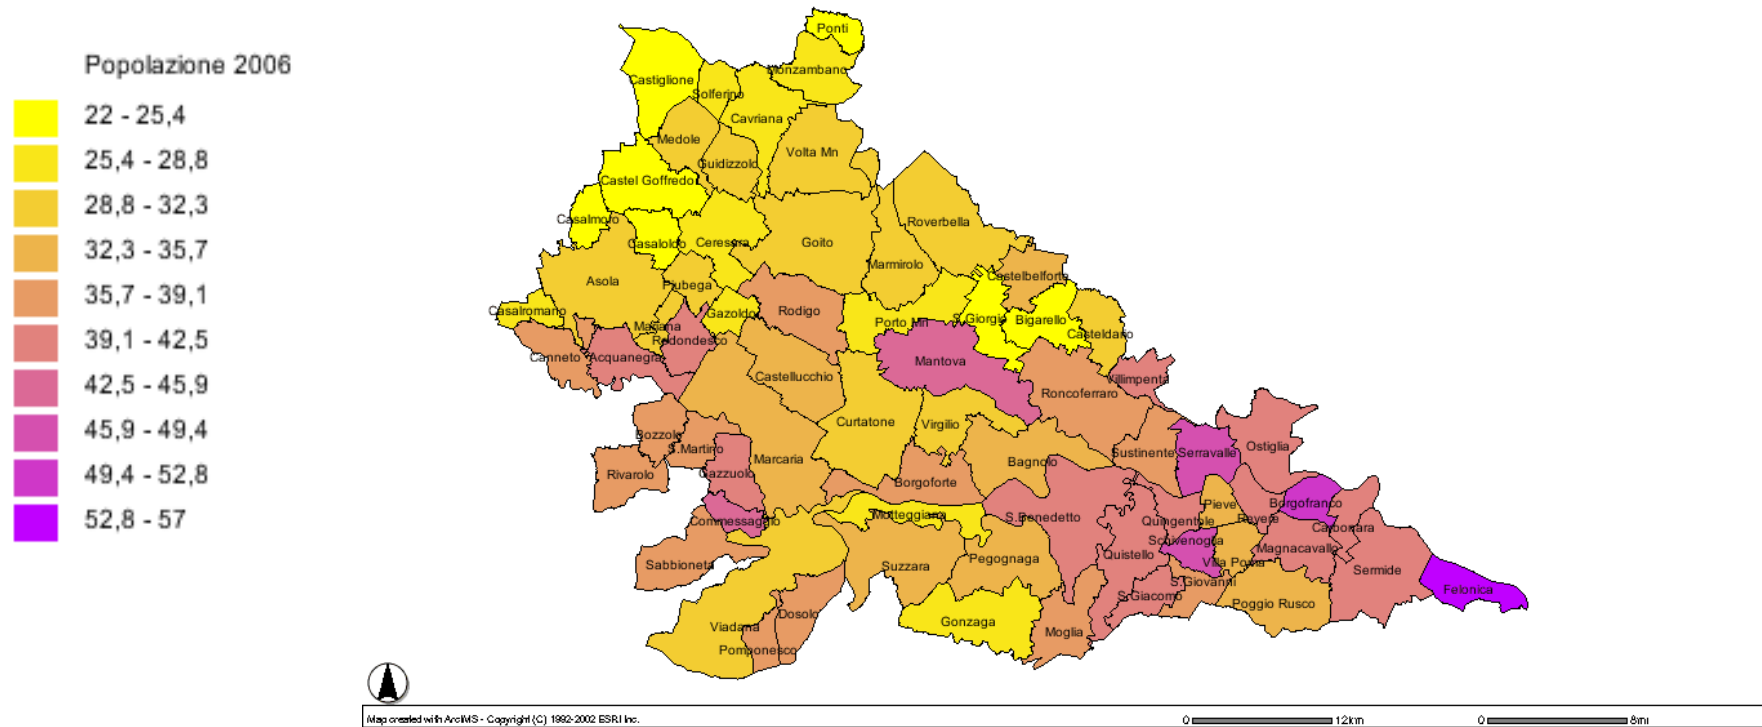 Popolazione 2006
22 - 25,4
25,4 - 28,8
28,8 - 32,3
32,3 - 35,7
35,7 - 39,1
39,1 - 42,5
42,5 - 45,9
45,9 - 49,4
49,4 - 52,8
52,8 - 57
Ponti
Monzambano
Castiglione
Solferino
Cavriana
Medole
Volta Mn
Guidizzolo
Castel Goffredo
Casalmoro
Roverbella
Casaloldo
Ceresara
Goito
Marmirolo
Castelbelforte
Asola
Piubega
Casalromano
Gazoldo
Rodigo
Porto Mn
S.Giorgio
Bigarello
Mariana
Casteldario
Redondesco
Canneto
Acquanegra
Mantova
Castellucchio
Villimpenta
Roncoferraro
Curtatone
Virgilio
Bozzolo
S.Martino
Ostiglia
Sustinente
Serravalle
Marcaria
Bagnolo
Rivarolo
Gazzuolo
Borgoforte
Pieve
Borgofranco
Motteggiana
S.Benedetto
Commessaggio
Quingentole
Revere
Carbonara
Schivenoglia
Magnacavallo
Quistello
Pegognaga
Villa Poma
Sabbioneta
Suzzara
Sermide
S.Giovanni
Felonica
S.Giacomo
Poggio Rusco
Dosolo
Gonzaga
Viadana
Moglia
Pomponesco
Map created with ArcIMS - Copyright (C) 1992-2002 ESRI Inc.
0 12km
0 8mi